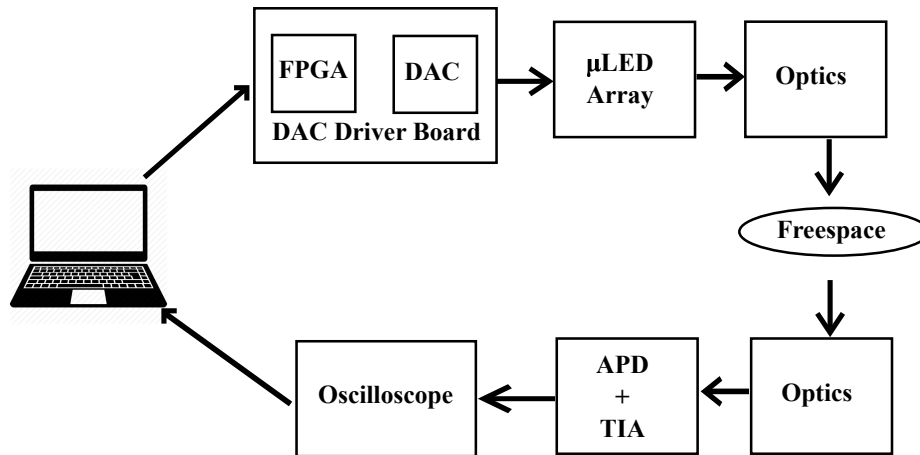 FPGA
DAC
DAC Driver Board
μLED
Array
Optics
Freespace
Optics
APD
+
TIA
Oscilloscope